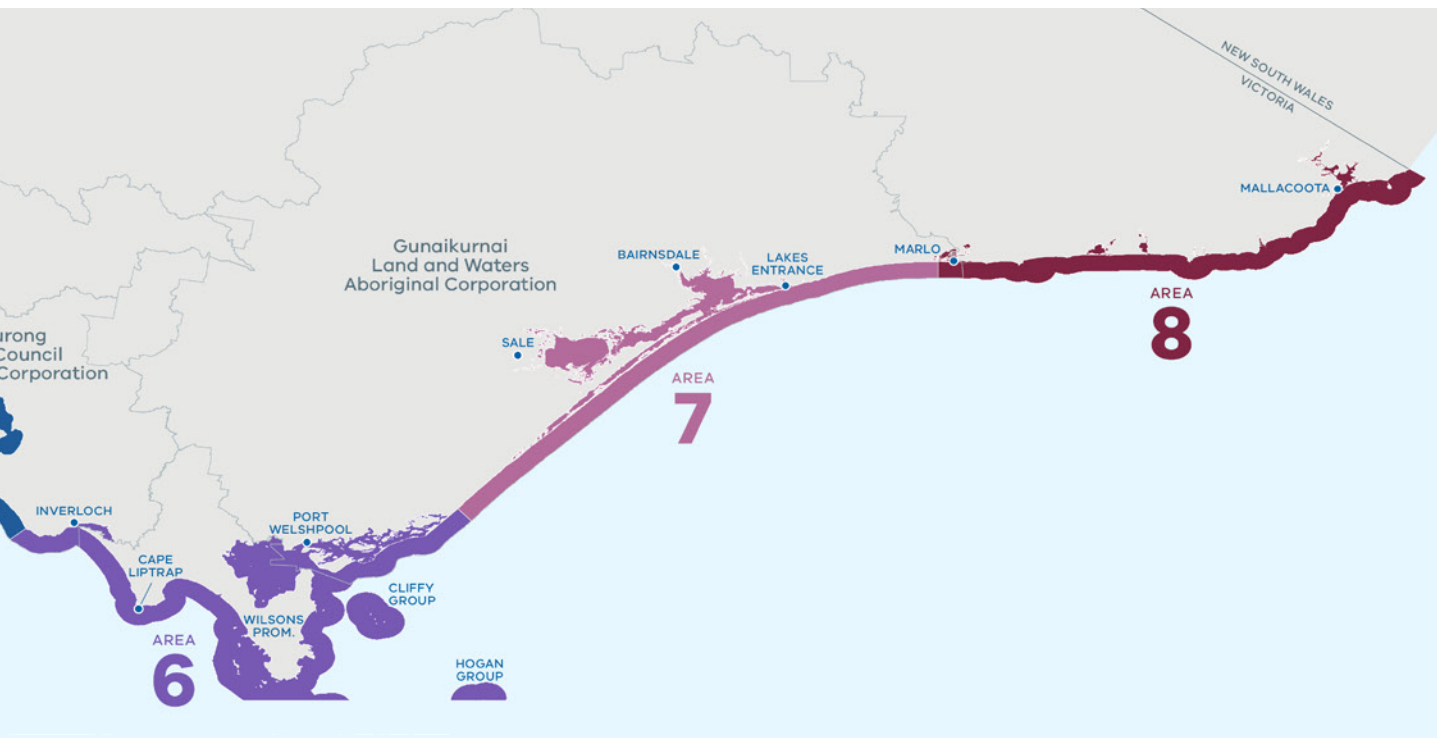 NEW SOUTH WALES
VICTORIA
MALLACOOTA
Gunaikurnai
Land and Waters
Aboriginal Corporation
BAIRNSDALE
LAKES
ENTRANCE
MARLO
AREA
8
SALE
AREA
7
urong
Council
Corporation
INVERLOCH
PORT
WELSHPOOL
CAPE
LIPTRAP
CLIFFY
GROUP
WILSONS
PROM.
AREA
6
HOGAN
GROUP